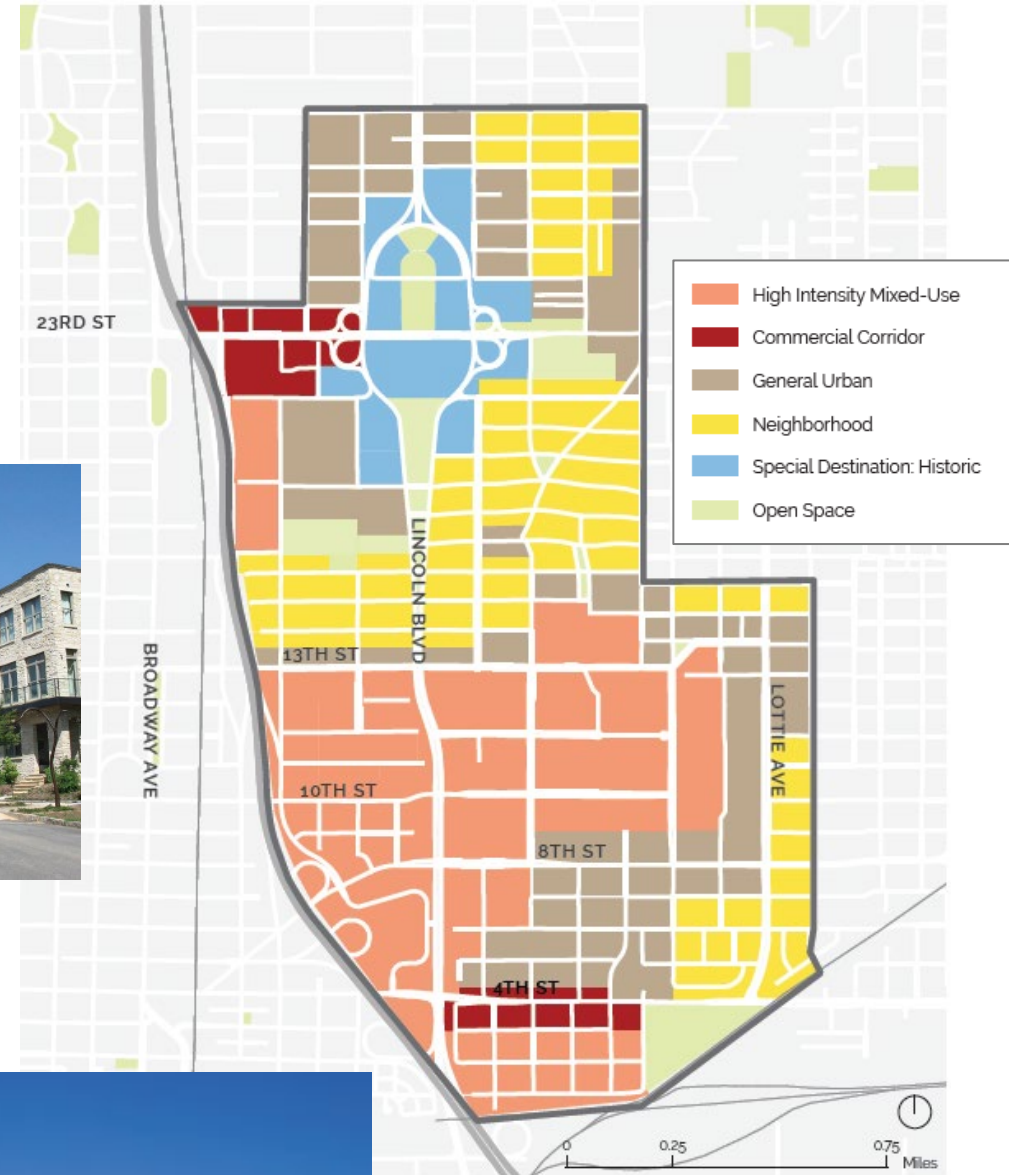 23RD ST
High Intensity Mixed-Use
Commercial Corridor
General Urban
Neighborhood
Special Destination: Historic
Open Space
LINCOLN BLVD
BROADWAY AVE
13TH ST
LOTTIE AVE
10TH ST
8TH ST
4TH ST
0
0.25
0.75
Miles